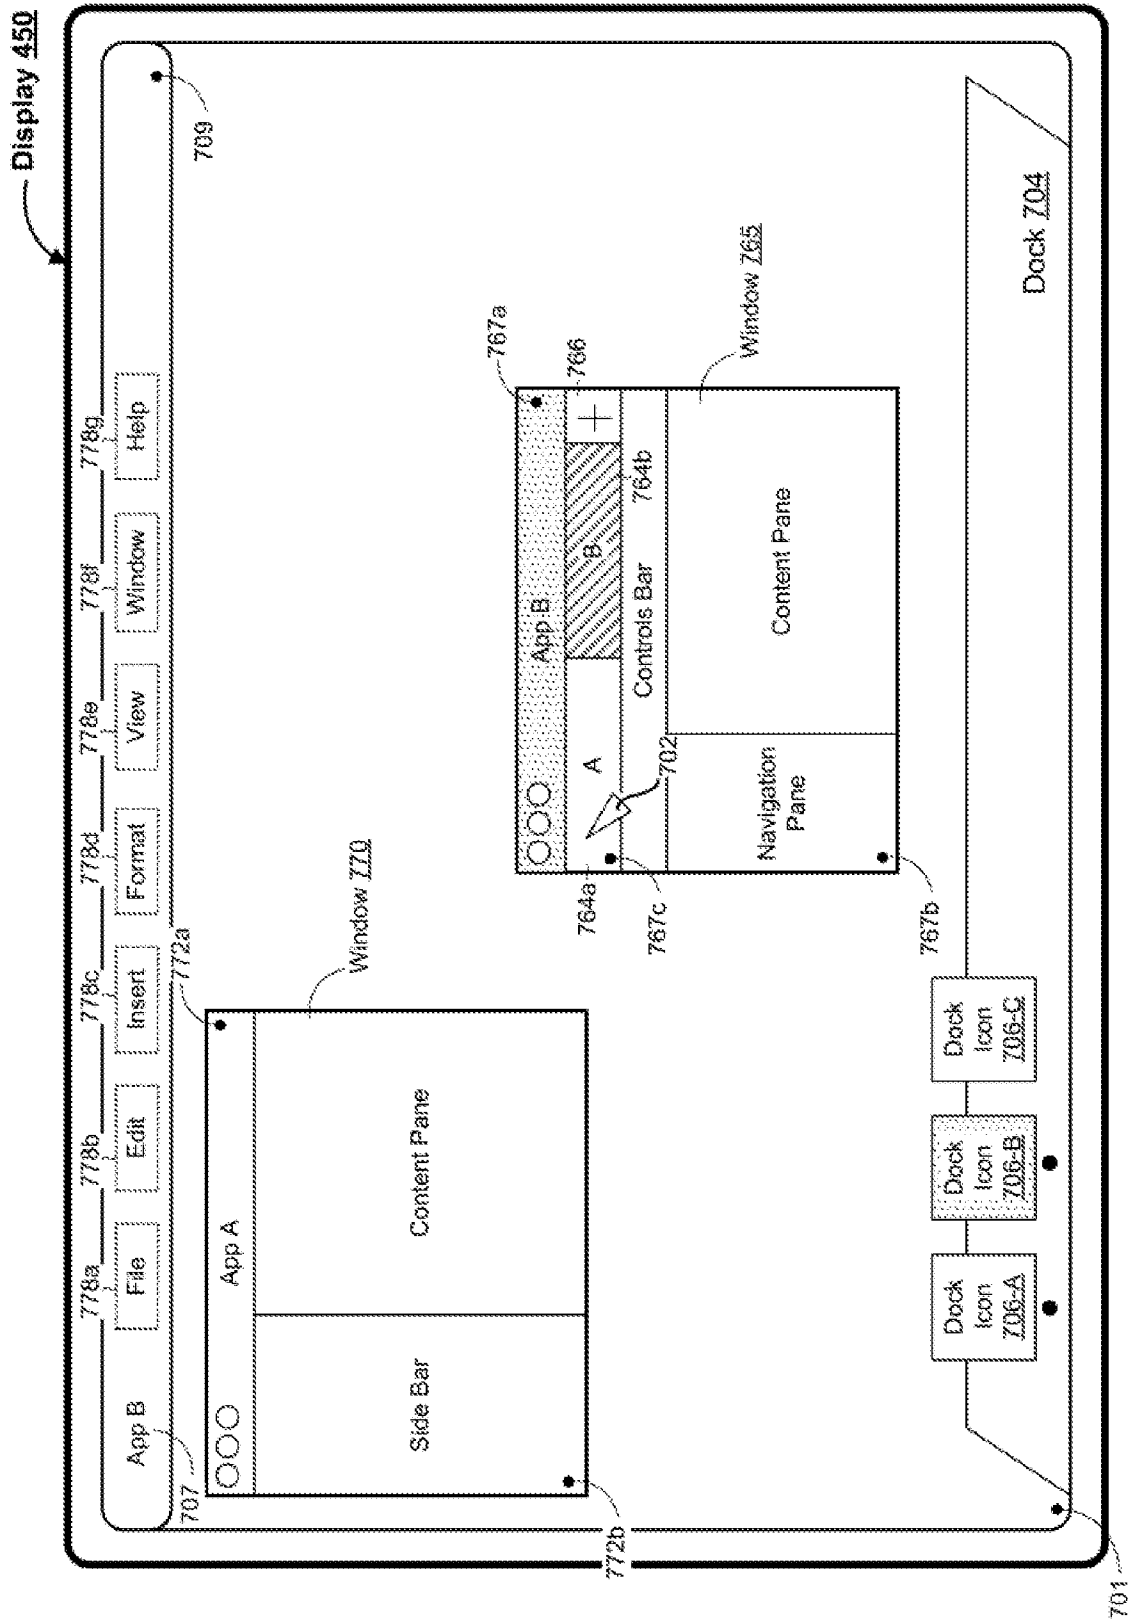 Display 450
778a
778b
778c
778d
778e
778f
778g
App B
File
Edit
Insert
Format
View
Window
Help
707
709
772a
App A
Window 770
Side Bar
Content Pane
772b
767a
App B
764a
A
B
766
702
767c
Controls Bar
764b
Window 765
Navigation
Pane
Content Pane
767b
Dock
Icon
706-A
Dock
Icon
706-B
Dock
Icon
706-C
Dock 704
701